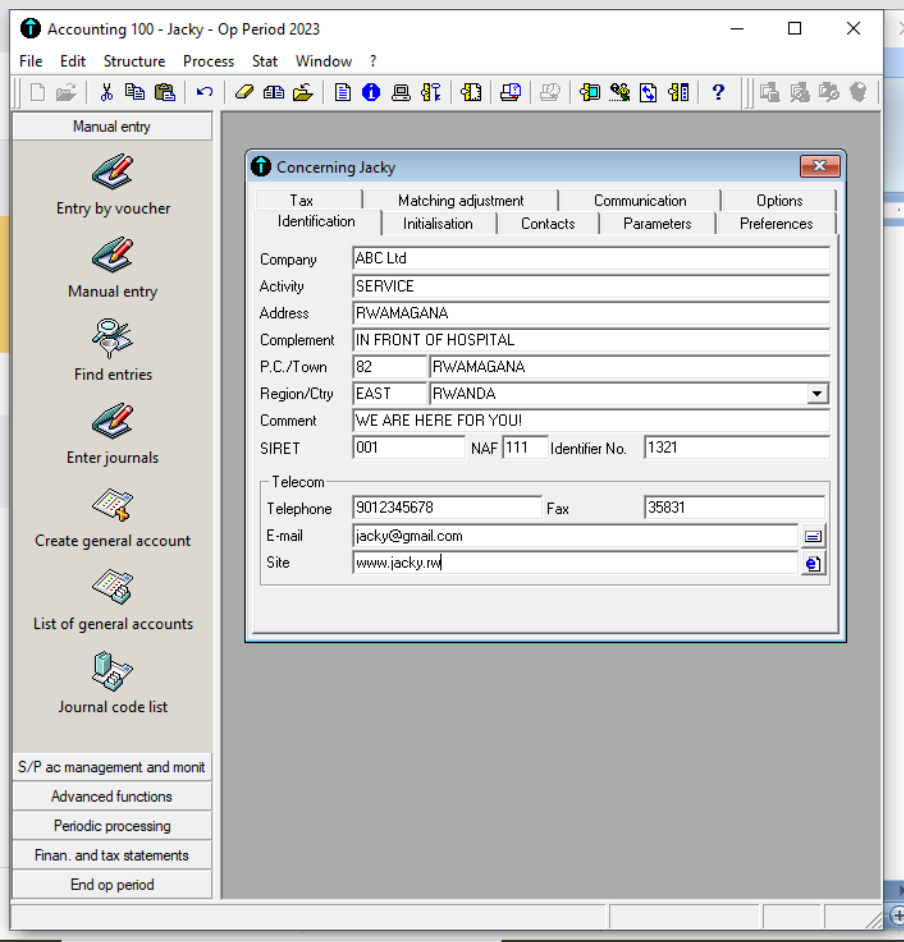 Accounting 100 - Jacky - Op Period 2023
File Edit Structure Process Stat Window ?
Manual entry
Entry by voucher
Manual entry
Find entries
Enter journals
Create general account
List of general accounts
Journal code list
S/P ac management and monit
Advanced functions
Periodic processing
Finan. and tax statements
End op period
Concerning Jacky
Tax Matching adjustment Communication Options
Identification Initialisation Contacts Parameters Preferences
Company ABC Ltd
Activity SERVICE
Address RWAMAGANA
Complement IN FRONT OF HOSPITAL
P.C./Town 82 RWAMAGANA
Region/Ctry EAST RWANDA
Comment WE ARE HERE FOR YOU!
SIRET 001 NAF 111 Identifier No. 1321
Telecom
Telephone 9012345678 Fax 35831
E-mail jacky@gmail.com
Site www.jacky.rw